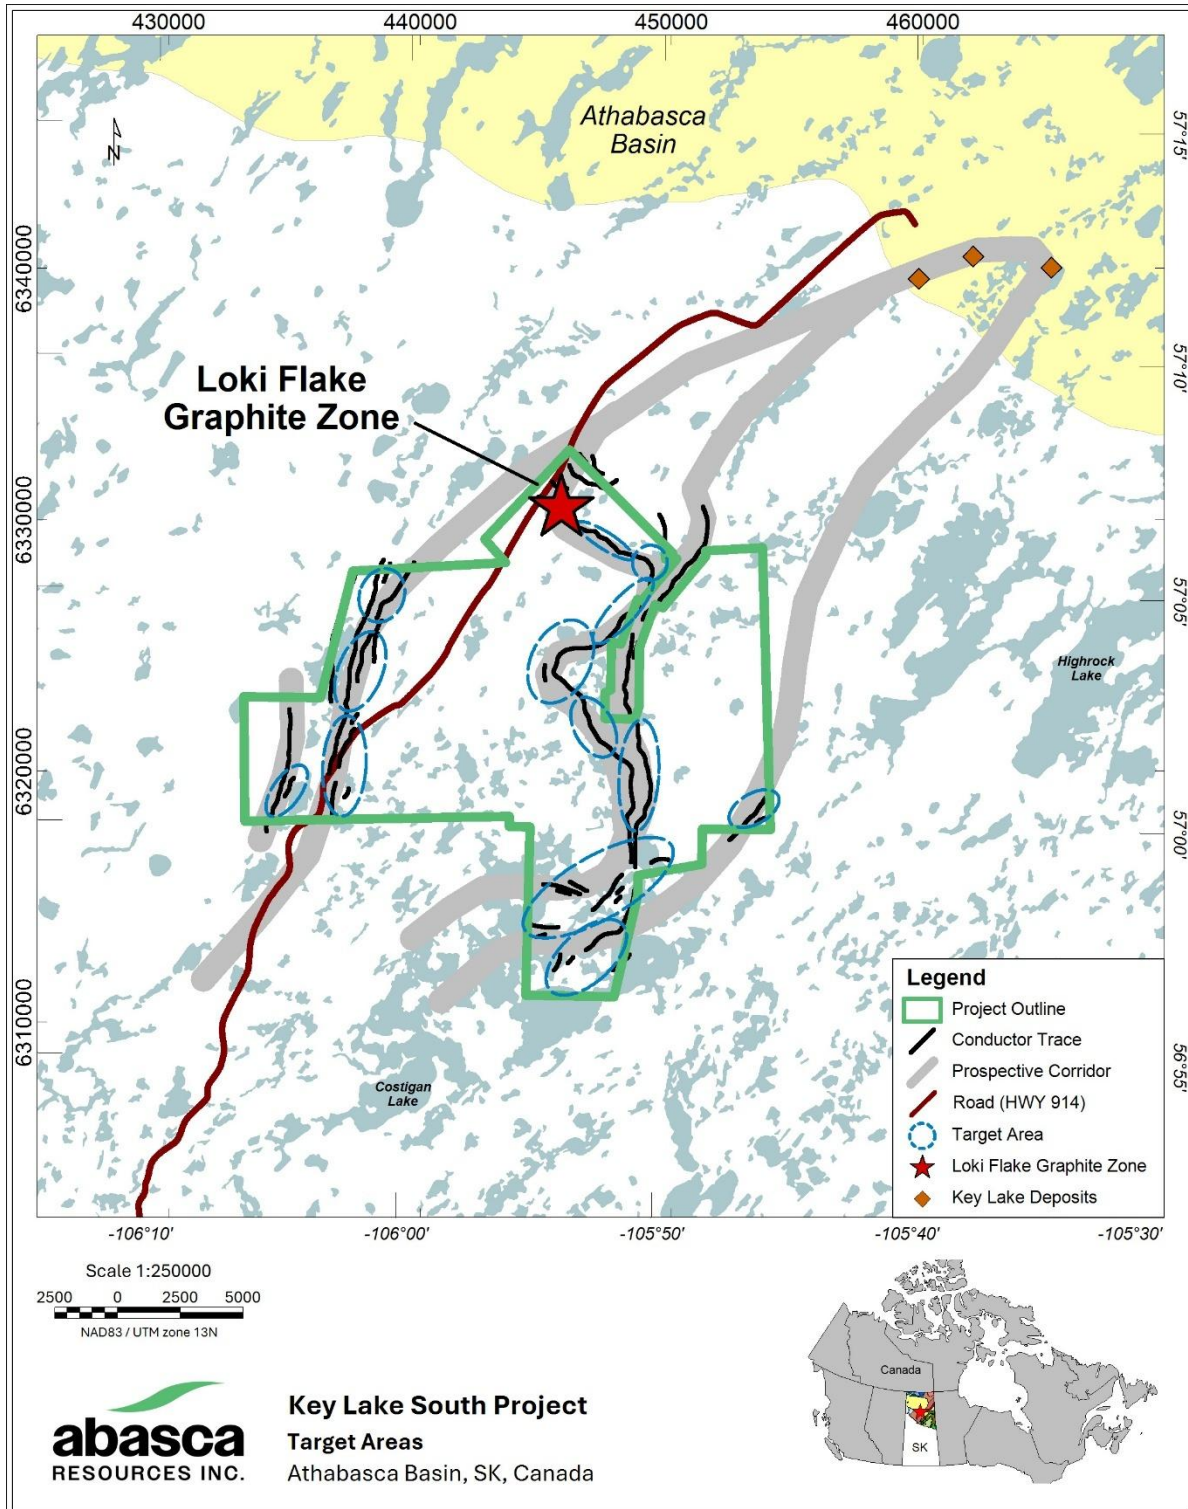 430000
440000
450000
460000
Athabasca
Basin
N
57°15'
6340000
57°10'
Loki Flake
Graphite Zone
6330000
57°05'
Highrock
Lake
6320000
57°00'
6310000
56°55'
Costigan
Lake
Legend
Project Outline
Conductor Trace
Prospective Corridor
Road (HWY 914)
Target Area
Loki Flake Graphite Zone
Key Lake Deposits
-106°10'
-106°00'
-105°50'
-105°40'
-105°30'
Scale 1:250000
2500 0 2500 5000
NAD83 / UTM zone 13N
Canada
SK
abasca
RESOURCES INC.
Key Lake South Project
Target Areas
Athabasca Basin, SK, Canada